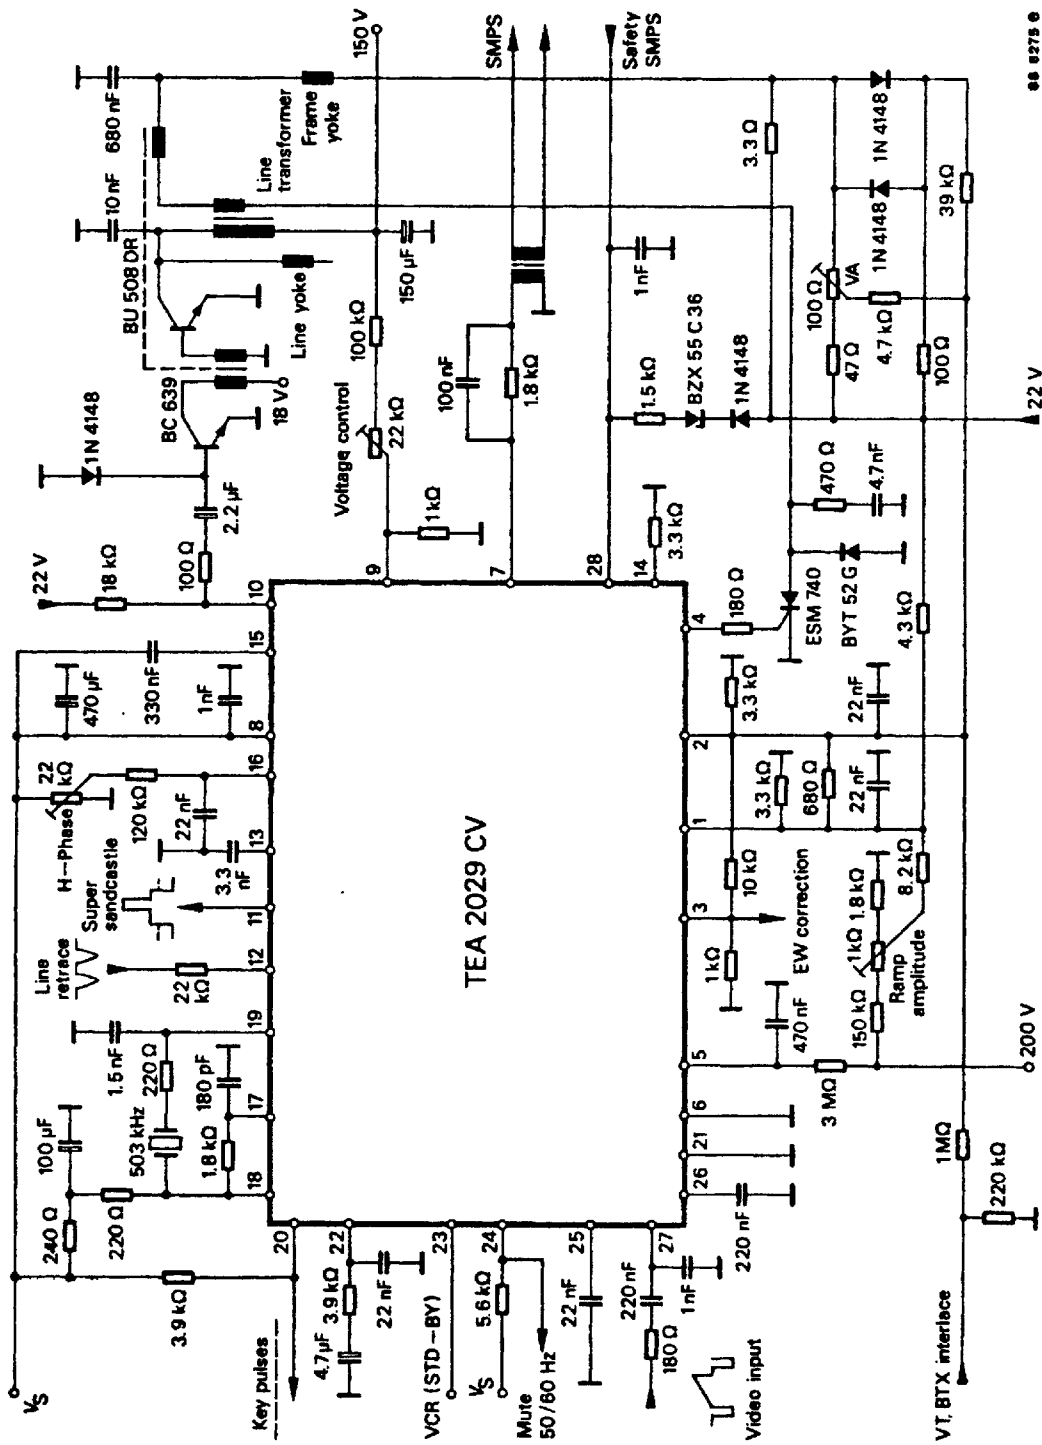 V_S
3.9 kΩ
240 Ω
100 µF
220 Ω
503 kHz
1.8 kΩ
180 pF
220 Ω
1.5 nF
Line
retrace
22
kΩ
Super
sandcastle
H–Phase
22
kΩ
120 kΩ
22 nF
3.3
nF
470 µF
330 nF
1 nF
22 V
18 kΩ
100 Ω
2.2 µF
1 N 4148
BC 639
18 V
BU 508 DR
10 nF
680 nF
Line yoke
Line
transformer
Frame
yoke
150 V
150 µF
100 kΩ
Voltage control
22 kΩ
1 kΩ
20
18
17
19
12
11
13
16
8
15
10
Key pulses
4.7 µF
3.9 kΩ
22 nF
VCR (STD–BY)
V_S
5.6 kΩ
Mute
50/60 Hz
22 nF
220 nF
180 Ω
1 nF
Video input
22
23
24
25
27
TEA 2029 CV
9
7
28
14
100 nF
1.8 kΩ
SMPS
Safety
SMPS
1 nF
1.5 kΩ
BZX 55 C 36
1 N 4148
3.3 kΩ
26
21
6
5
3
1
2
4
220 nF
3 MΩ
470 nF
1 kΩ
EW correction
10 kΩ
3.3 kΩ
3.3 kΩ
680 Ω
22 nF
22 nF
180 Ω
ESM 740
BYT 52 G
470 Ω
4.7 nF
3.3 Ω
150 kΩ
1 kΩ
1.8 kΩ
Ramp
amplitude
8.2 kΩ
4.3 kΩ
47 Ω
100 Ω
VA
4.7 kΩ
1N 4148
1N 4148
100 Ω
39 kΩ
VT, BTX interlace
1 MΩ
220 kΩ
200 V
22 V
88 8275 e